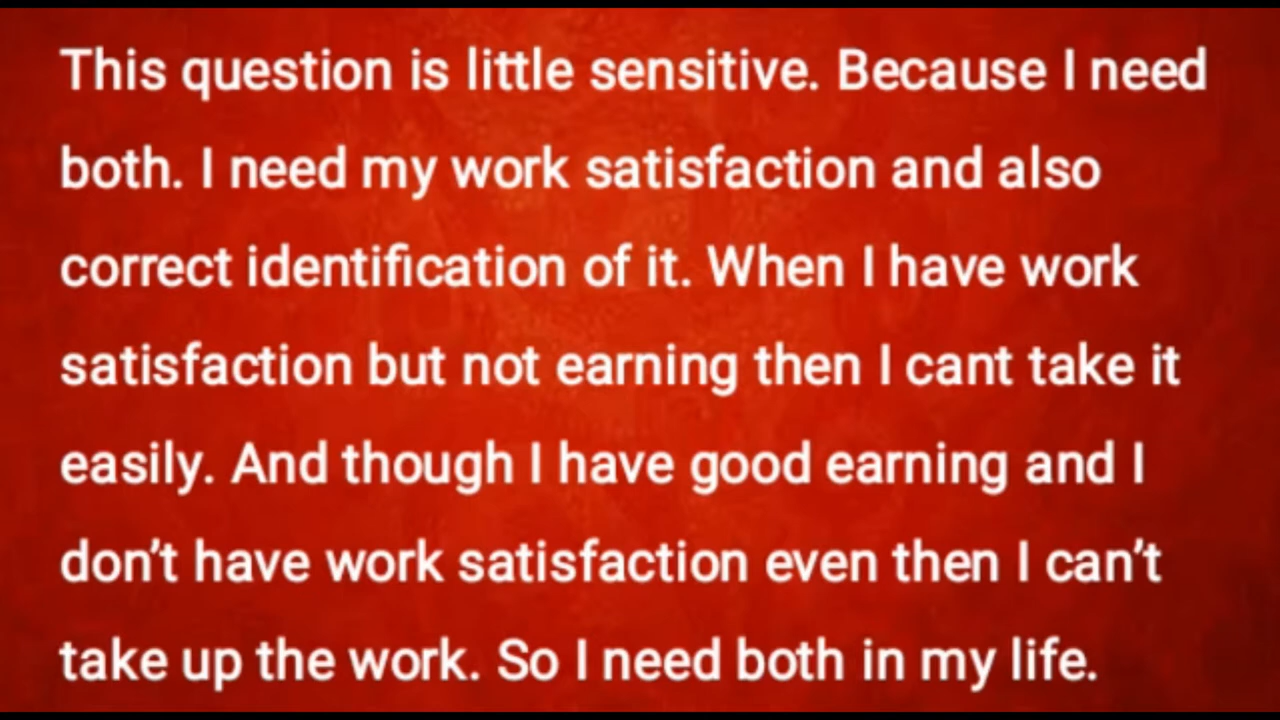 This question is little sensitive. Because I need
both. I need my work satisfaction and also
correct identification of it. When I have work
satisfaction but not earning then I cant take it
easily. And though I have good earning and I
don’t have work satisfaction even then I can’t
take up the work. So I need both in my life.